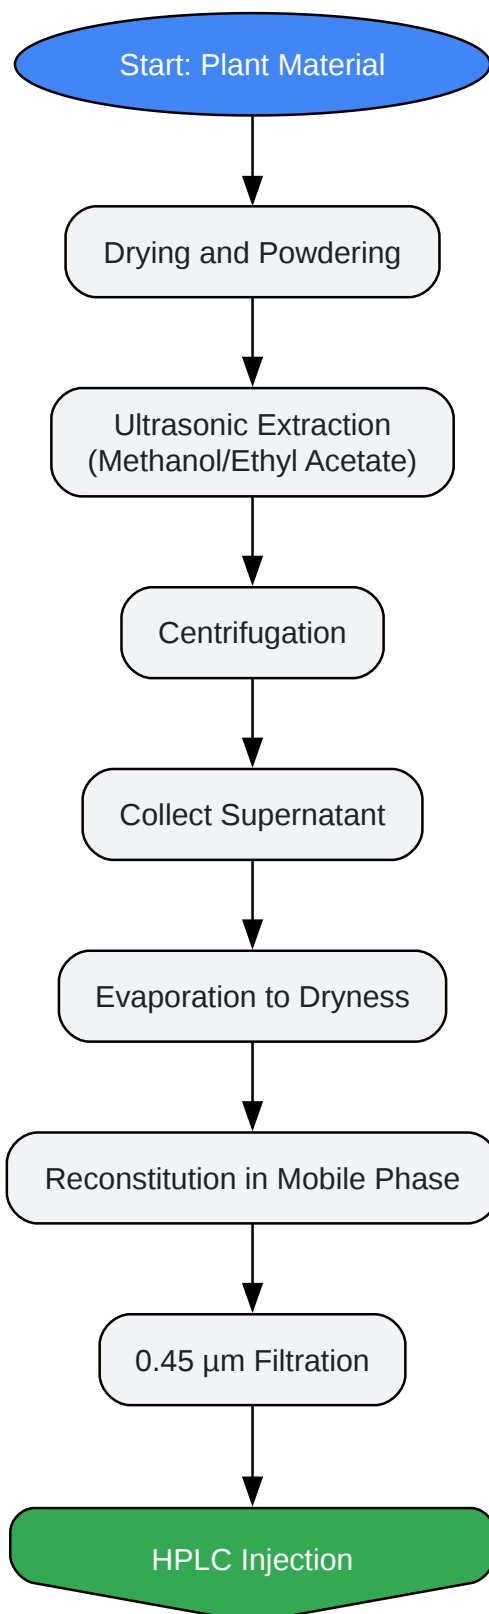 Start: Plant Material
Drying and Powdering
Ultrasonic Extraction
(Methanol/Ethyl Acetate)
Centrifugation
Collect Supernatant
Evaporation to Dryness
Reconstitution in Mobile Phase
0.45 µm Filtration
HPLC Injection